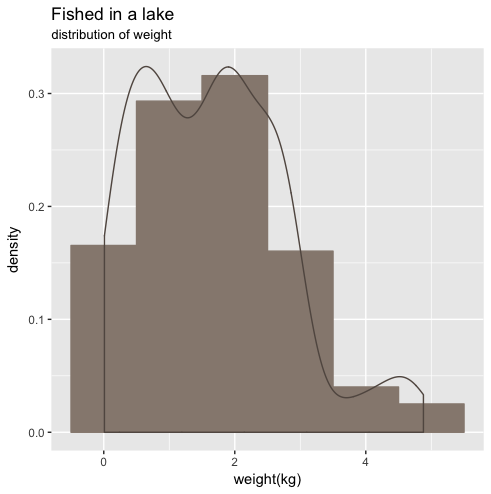 Fished in a lake
distribution of weight
density
0.3
0.2
0.1
0.0
0 2 4
weight(kg)